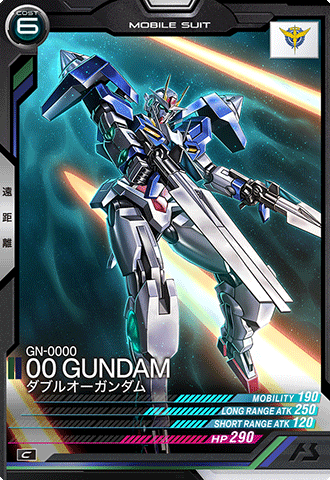 COST
6
MOBILE SUIT
遠距離
GN-0000
00 GUNDAM
ダブルオーガンダム
MOBILITY 190
LONG RANGE ATK 250
SHORT RANGE ATK 120
HP 290
C